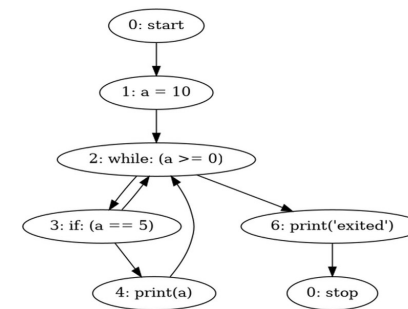 0: start
1: a = 10
2: while: (a >= 0)
3: if: (a == 5)
6: print('exited')
4: print(a)
0: stop